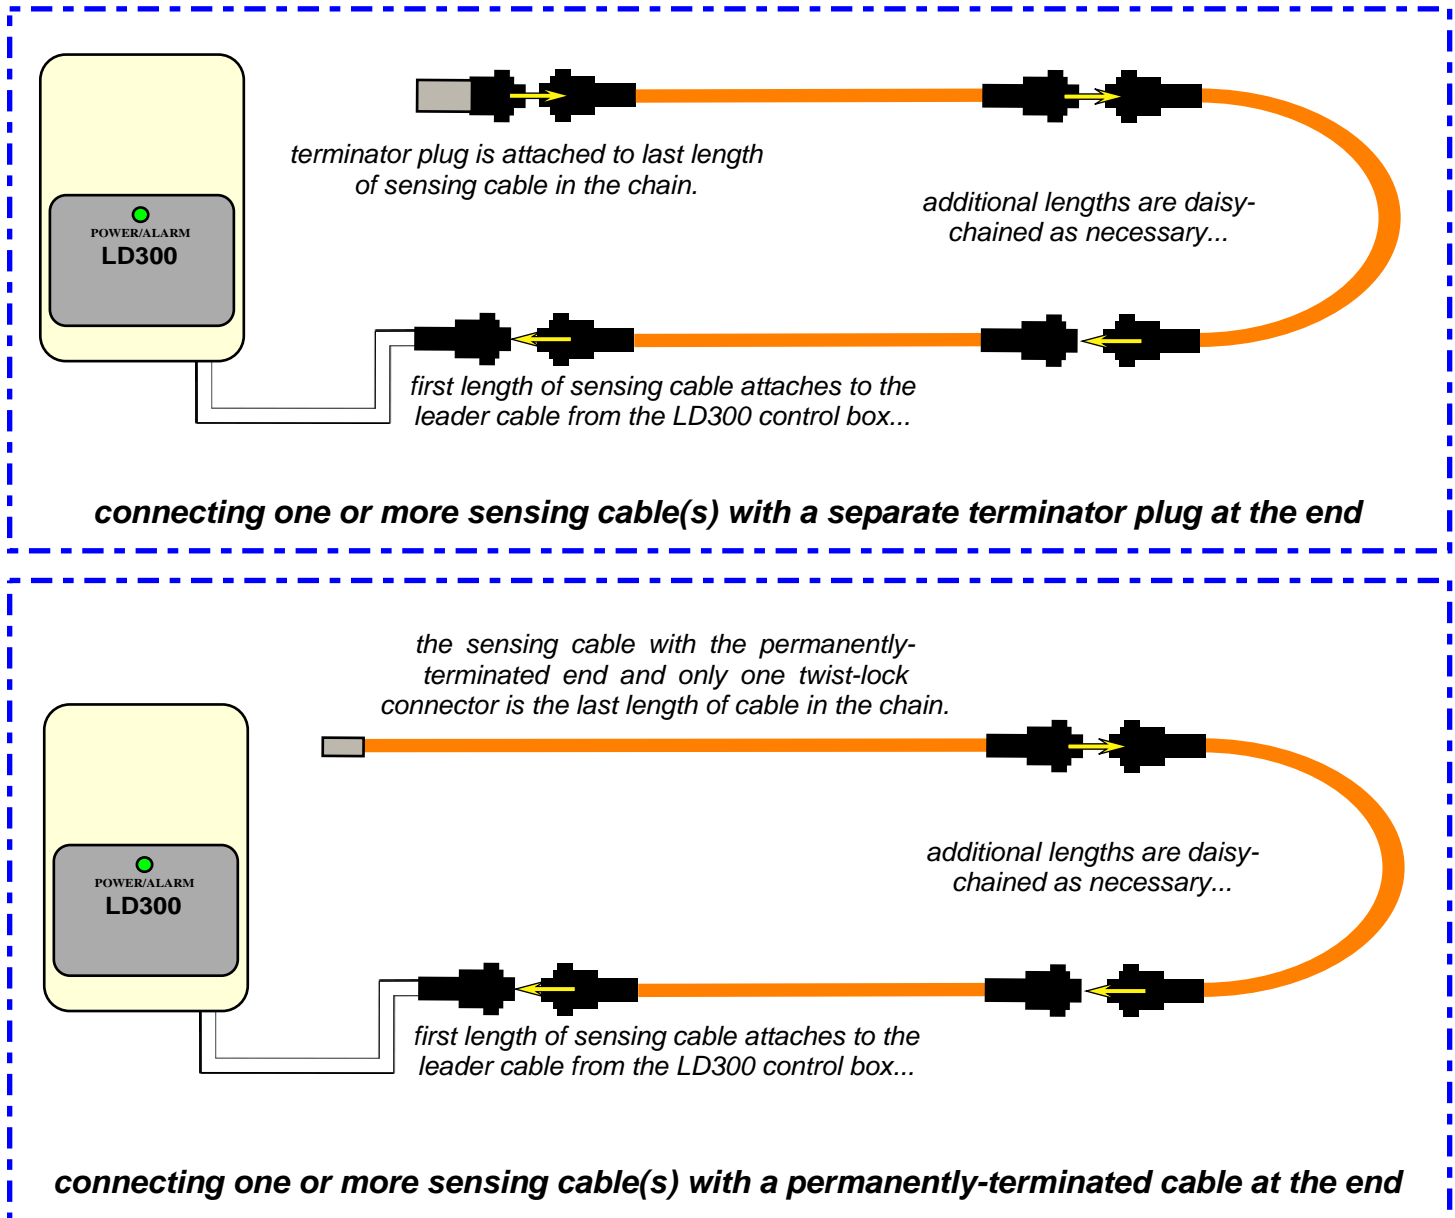 terminator plug is attached to last length
of sensing cable in the chain.
additional lengths are daisy-
chained as necessary...
POWER/ALARM
LD300
first length of sensing cable attaches to the
leader cable from the LD300 control box...
connecting one or more sensing cable(s) with a separate terminator plug at the end
the sensing cable with the permanently-
terminated end and only one twist-lock
connector is the last length of cable in the chain.
additional lengths are daisy-
chained as necessary...
POWER/ALARM
LD300
first length of sensing cable attaches to the
leader cable from the LD300 control box...
connecting one or more sensing cable(s) with a permanently-terminated cable at the end